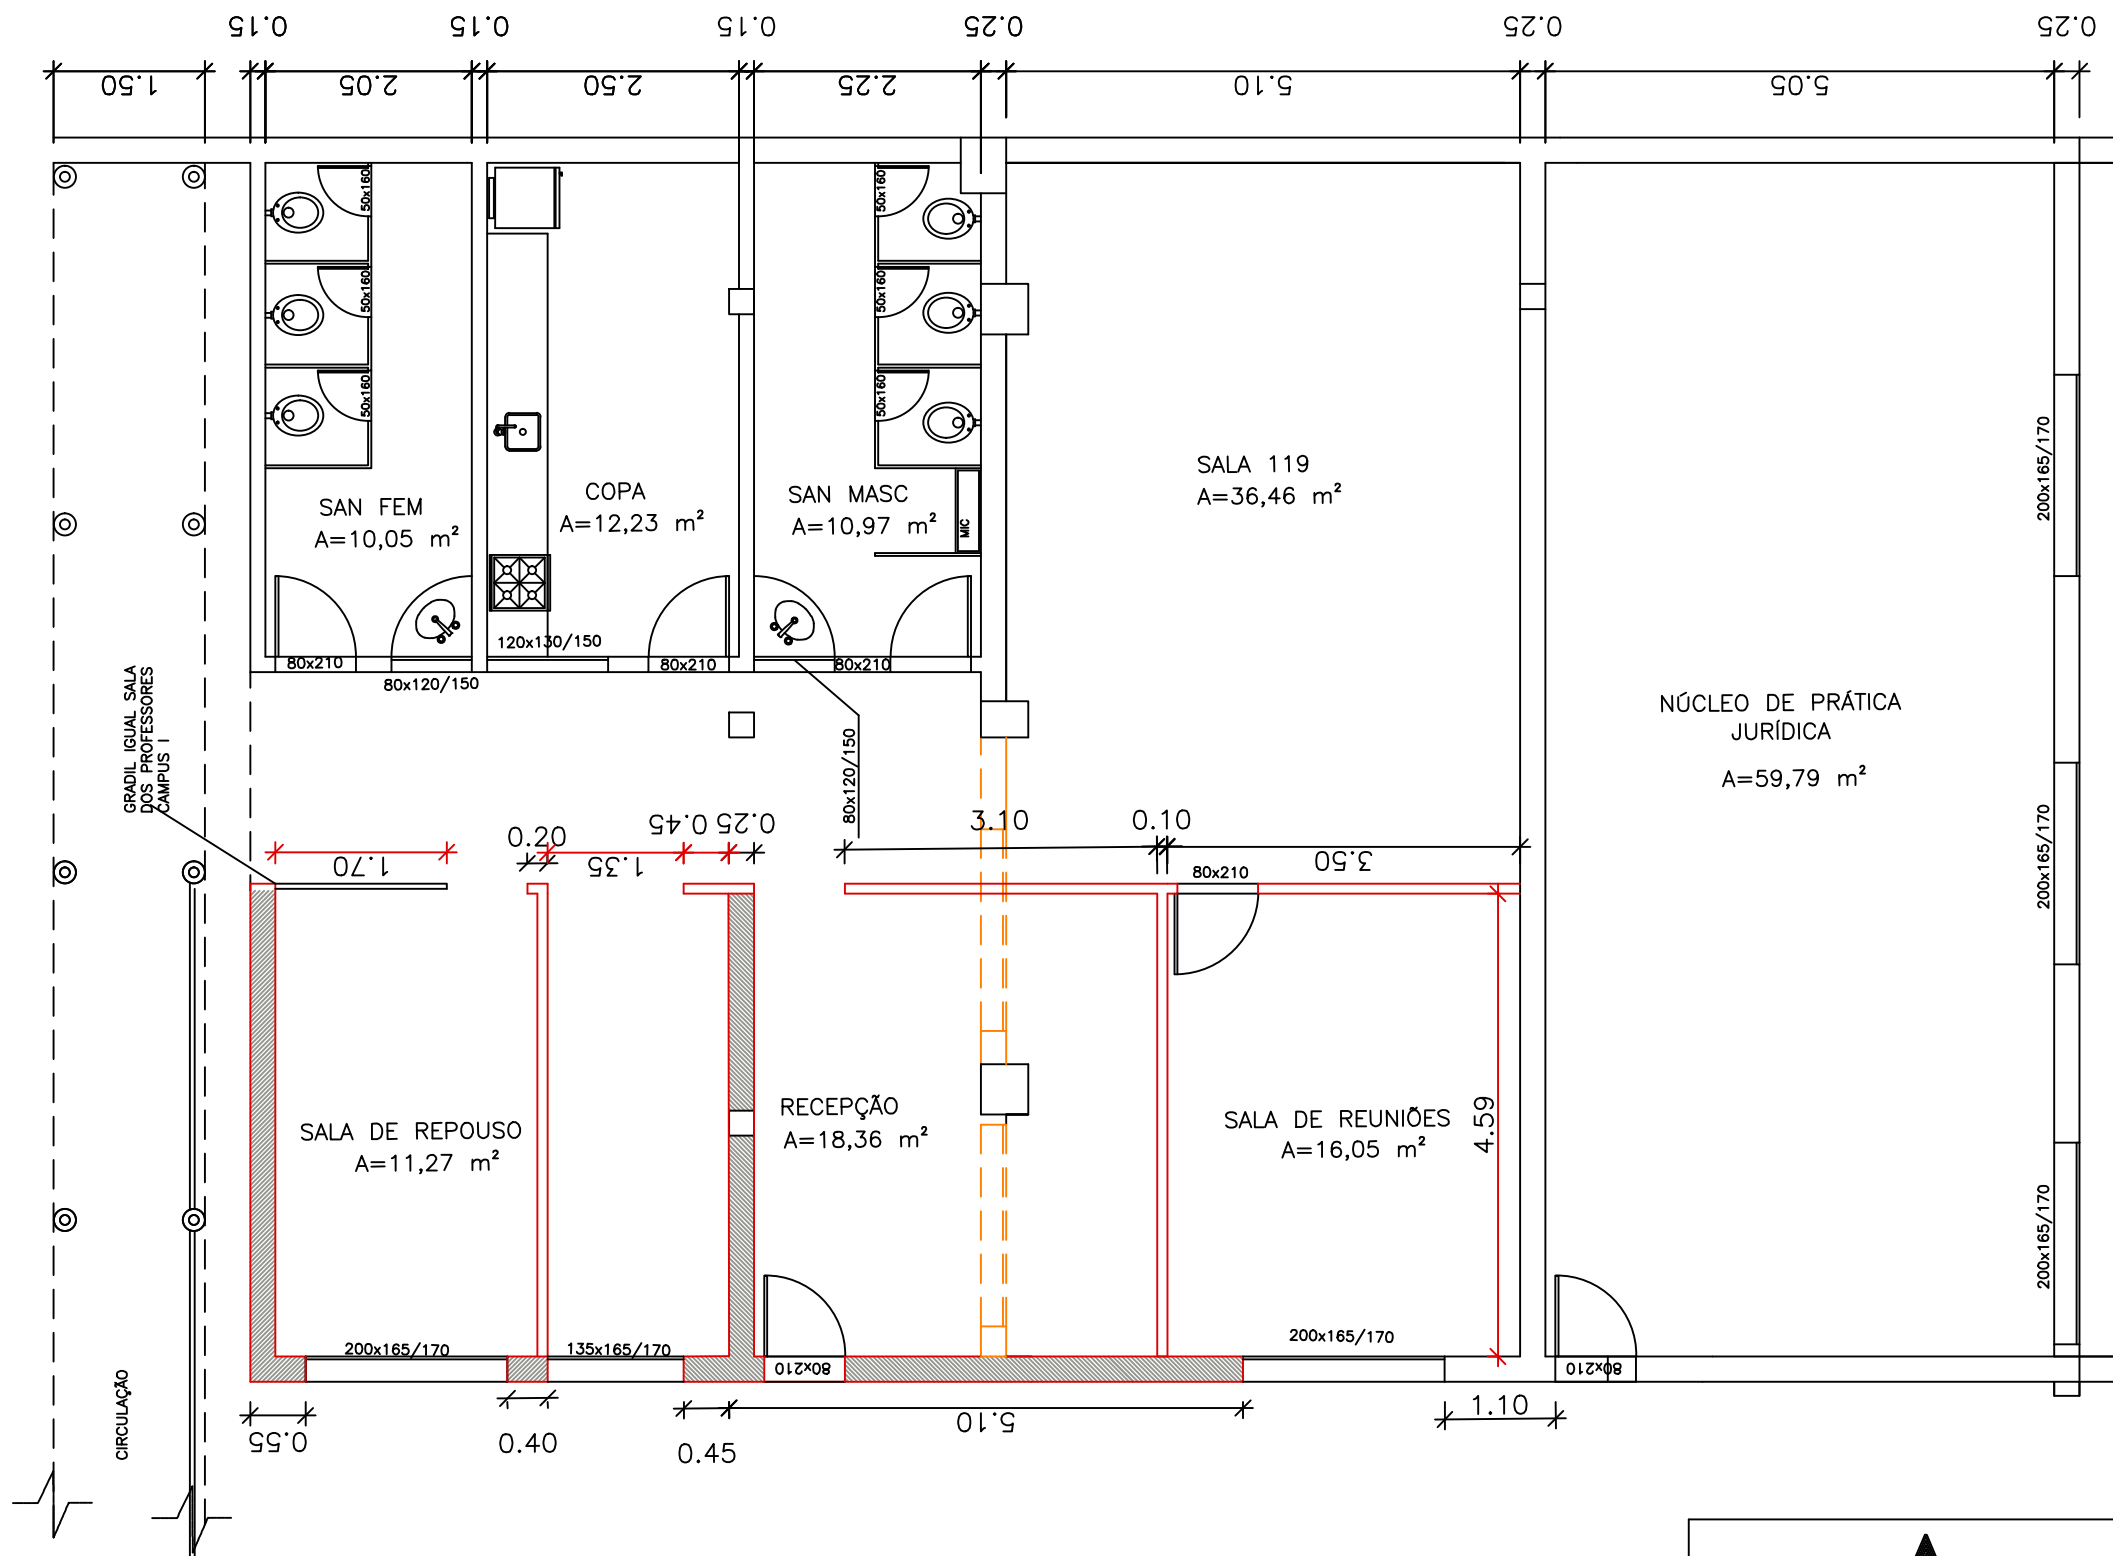 0.15
0.15
0.15
0.25
0.25
0.25
1.50
2.05
2.50
2.25
5.10
5.05
50x160
50x160
50x160
50x160
50x160
50x160
SAN FEM
A=10,05 m²
COPA
A=12,23 m²
SAN MASC
A=10,97 m²
MIC
SALA 119
A=36,46 m²
200x165/170
80x210
80x120/150
120x130/150
80x210
80x210
80x120/150
GRADIL IGUAL SALA
DOS PROFESSORES
CAMPUS I
NÚCLEO DE PRÁTICA
JURÍDICA
A=59,79 m²
200x165/170
1.70
0.20
1.35
0.45
0.25
3.10
0.10
3.50
80x210
SALA DE REPOUSO
A=11,27 m²
RECEPÇÃO
A=18,36 m²
SALA DE REUNIÕES
A=16,05 m²
4.59
200x165/170
200x165/170
135x165/170
80x210
200x165/170
80x210
CIRCULAÇÃO
0.55
0.40
0.45
5.10
1.10